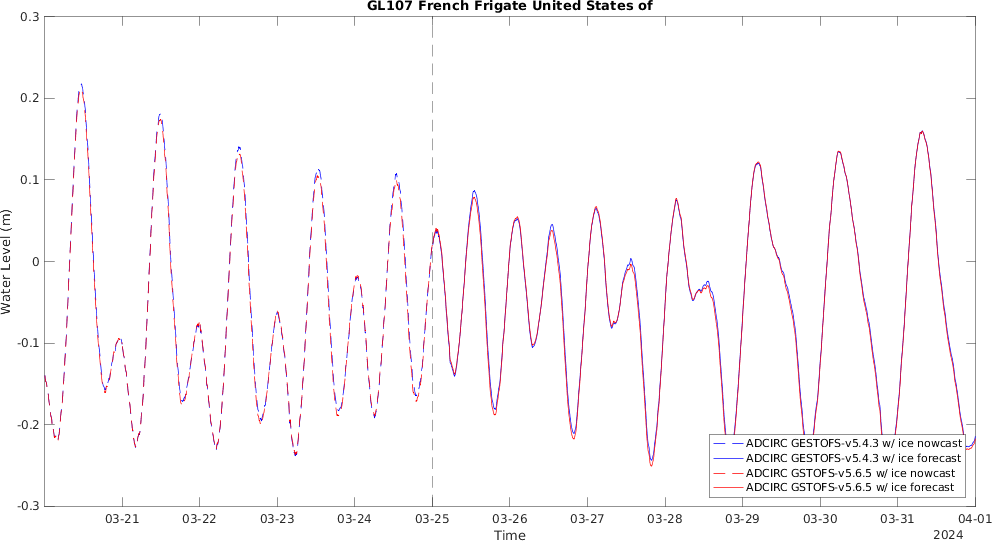 GL107 French Frigate United States of
0.3
0.2
0.1
0
-0.1
-0.2
-0.3
Water Level (m)
ADCIRC GESTOFS-v5.4.3 w/ ice nowcast
ADCIRC GESTOFS-v5.4.3 w/ ice forecast
ADCIRC GSTOFS-v5.6.5 w/ ice nowcast
ADCIRC GSTOFS-v5.6.5 w/ ice forecast
03-21 03-22 03-23 03-24 03-25 03-26 03-27 03-28 03-29 03-30 03-31 04-01
Time
2024